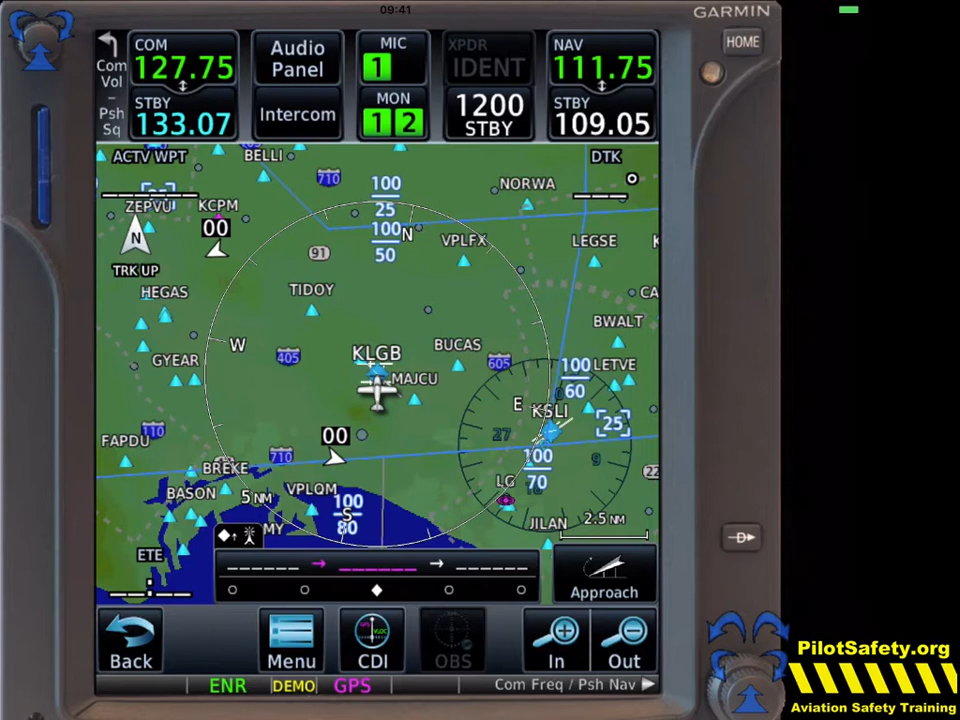 09:41
GARMIN
HOME
Com
Vol
–
Psh
Sq
COM
127.75
STBY
133.07
Audio
Panel
Intercom
MIC
1
MON
1 2
XPDR
IDENT
1200
STBY
NAV
111.75
STBY
109.05
ACTV WPT
BELLI
DTK
710
100
25
NORWA
ZEPVU
KCPM
00
N
100
50
N
91
VPLFX
LEGSE
TRK UP
HEGAS
TIDOY
CA
BWALT
W
405
KLGB
BUCAS
605
GYEAR
MAJCU
100
60
LETVE
E
KSLI
25
110
FAPDU
00
27
9
710
BREKE
100
70
22
BASON
5 NM
VPLQM
100
80
S
LG
MY
JILAN
2.5 NM
ETE
Approach
Back
Menu
CDI
OBS
In
Out
ENR
DEMO
GPS
Com Freq / Psh Nav
D
PilotSafety.org
Aviation Safety Training